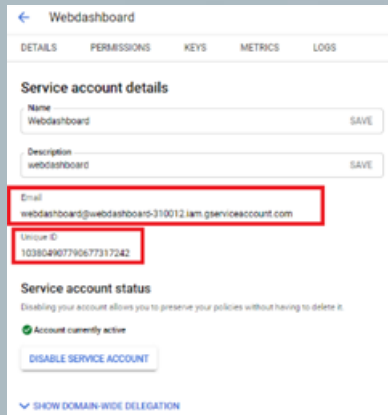 ← Webdashboard
DETAILS PERMISSIONS KEYS METRICS LOGS
Service account details
Name
Webdashboard SAVE
Description
webdashboard SAVE
Email
webdashboard@webdashboard-310012.iam.gserviceaccount.com
Unique ID
103804907790677317242
Service account status
Disabling your account allows you to preserve your policies without having to delete it.
Account currently active
DISABLE SERVICE ACCOUNT
SHOW DOMAIN-WIDE DELEGATION